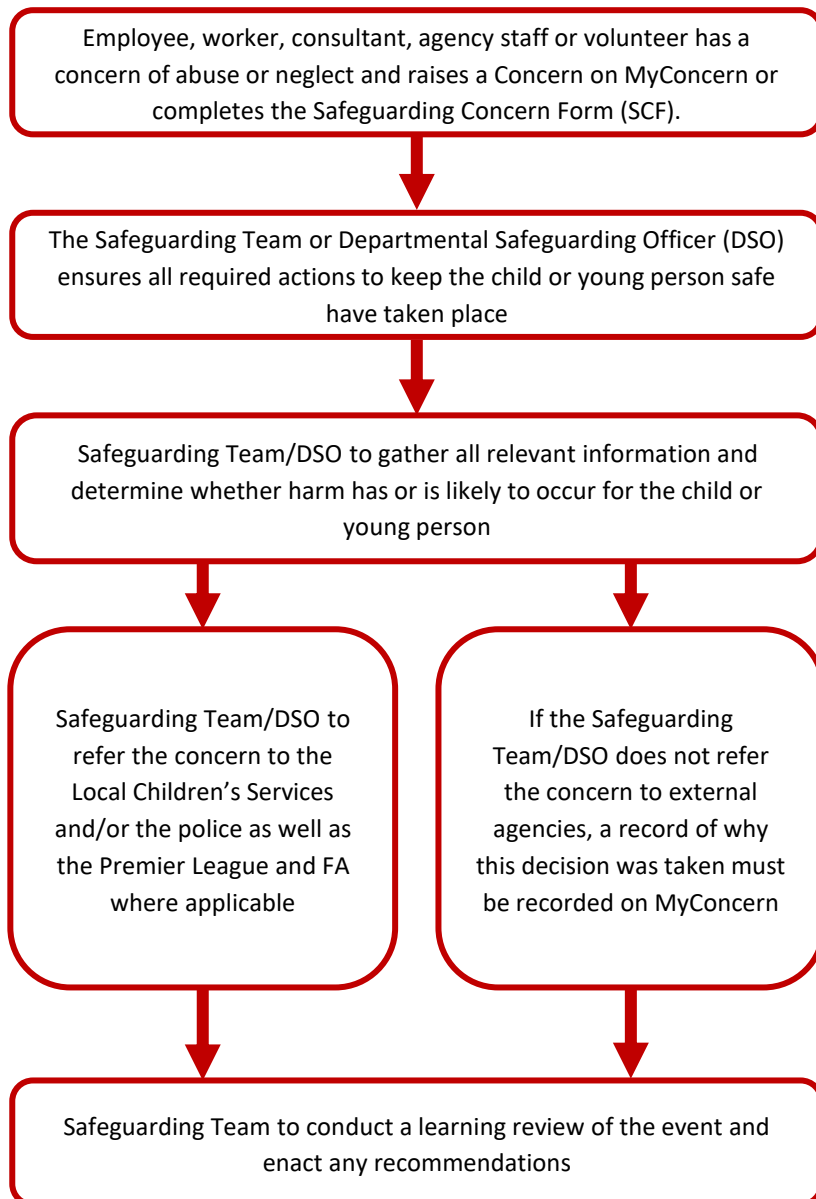 Employee, worker, consultant, agency staff or volunteer has a
concern of abuse or neglect and raises a Concern on MyConcern or
completes the Safeguarding Concern Form (SCF).
The Safeguarding Team or Departmental Safeguarding Officer (DSO)
ensures all required actions to keep the child or young person safe
have taken place
Safeguarding Team/DSO to gather all relevant information and
determine whether harm has or is likely to occur for the child or
young person
Safeguarding Team/DSO to
refer the concern to the
Local Children’s Services
and/or the police as well as
the Premier League and FA
where applicable
If the Safeguarding
Team/DSO does not refer
the concern to external
agencies, a record of why
this decision was taken must
be recorded on MyConcern
Safeguarding Team to conduct a learning review of the event and
enact any recommendations